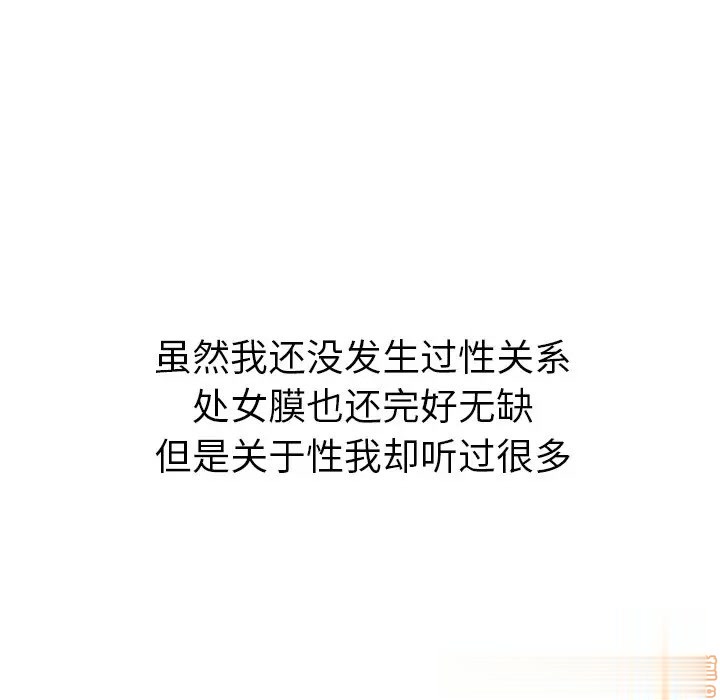 虽然我还没发生过性关系
处女膜也还完好无缺
但是关于性我却听过很多